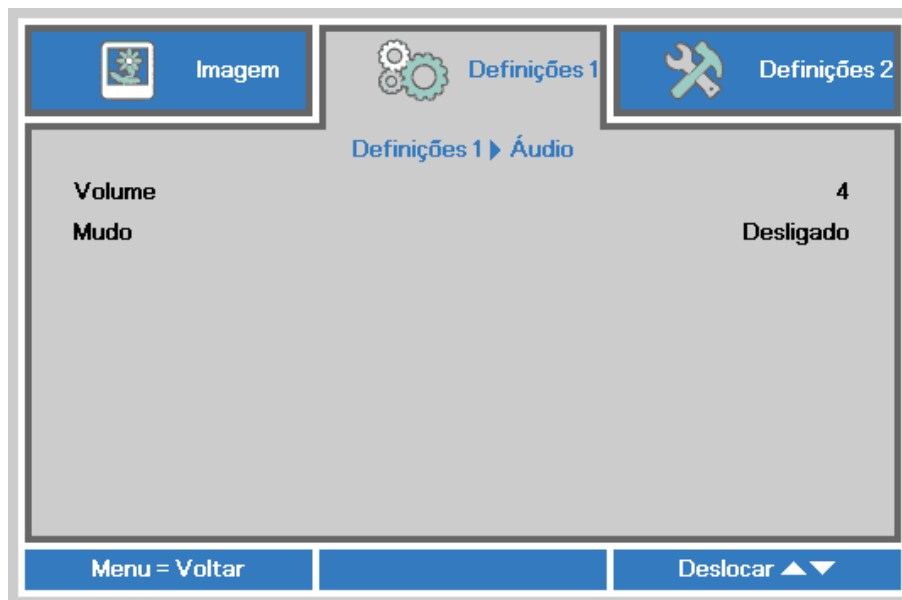 Imagem
Definições 1
Definições 2
Definições 1 ▶ Áudio
Volume 4
Mudo Desligado
Menu = Voltar
Deslocar ▲▼